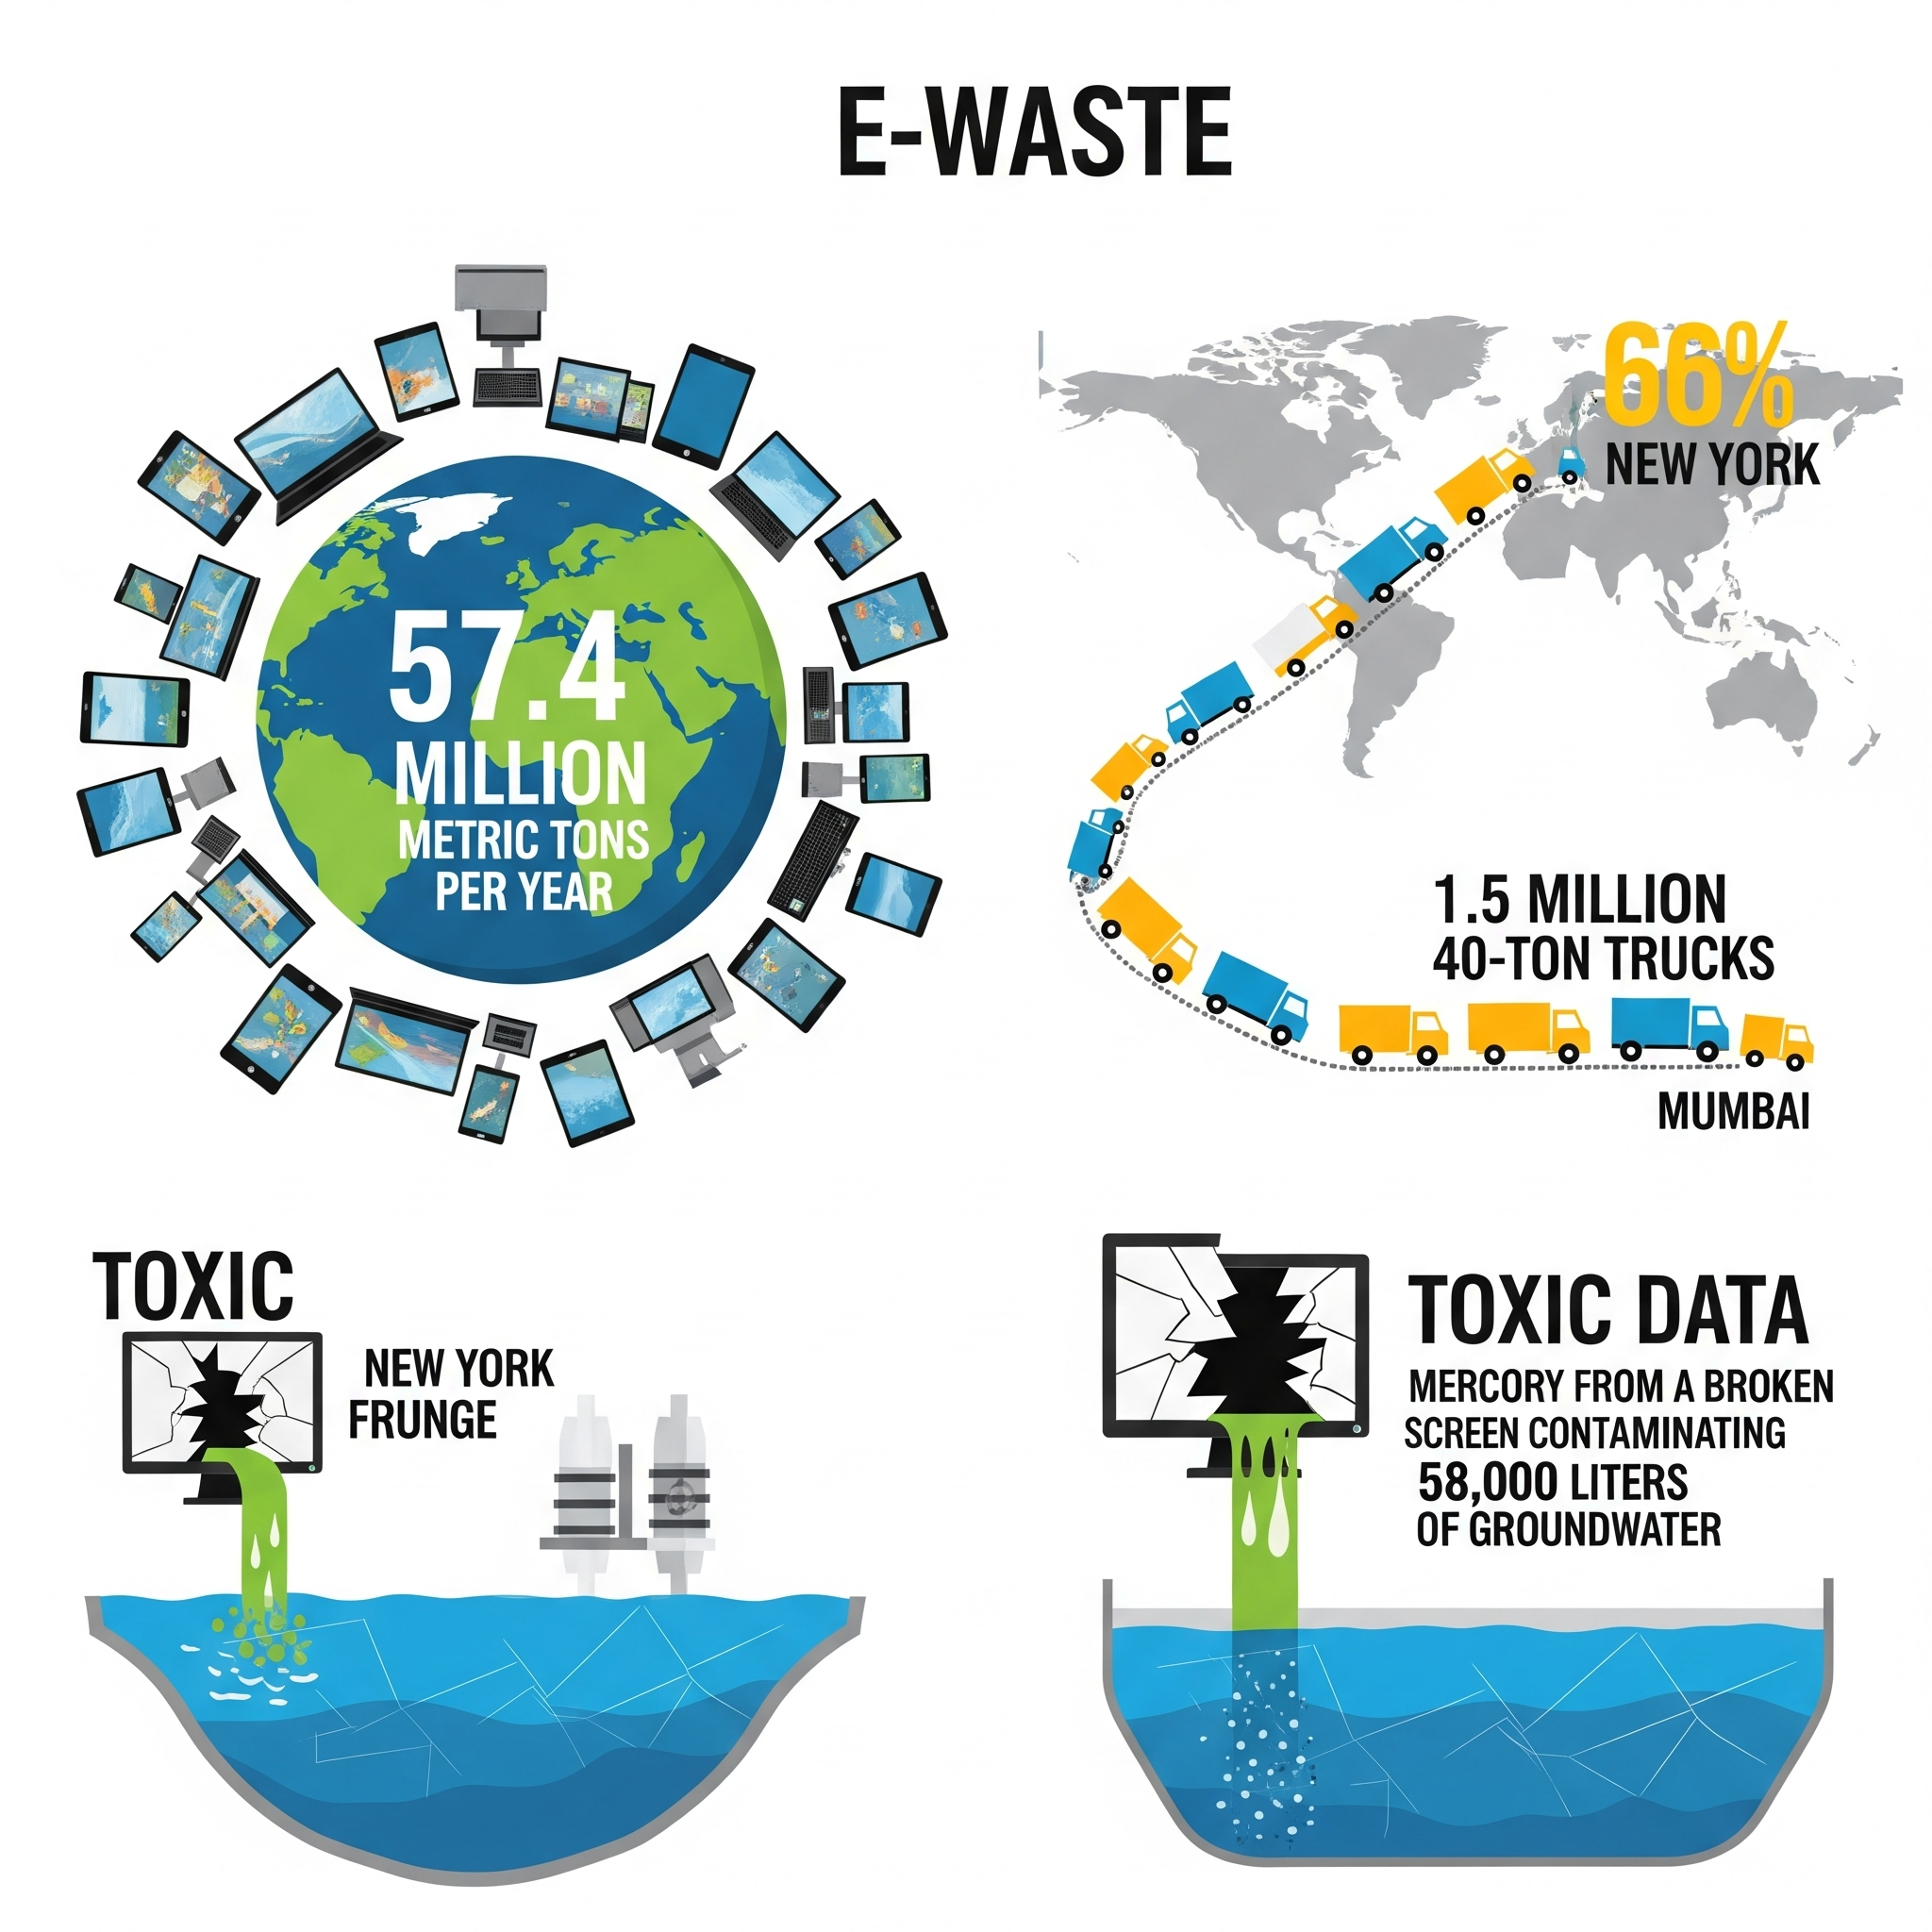 E-WASTE
57.4
MILLION
METRIC TONS
PER YEAR
66%
NEW YORK
1.5 MILLION
40-TON TRUCKS
MUMBAI
TOXIC
NEW YORK
FRUNGE
TOXIC DATA
MERCORY FROM A BROKEN
SCREEN CONTAMINATING
58,000 LITERS
OF GROUNDWATER